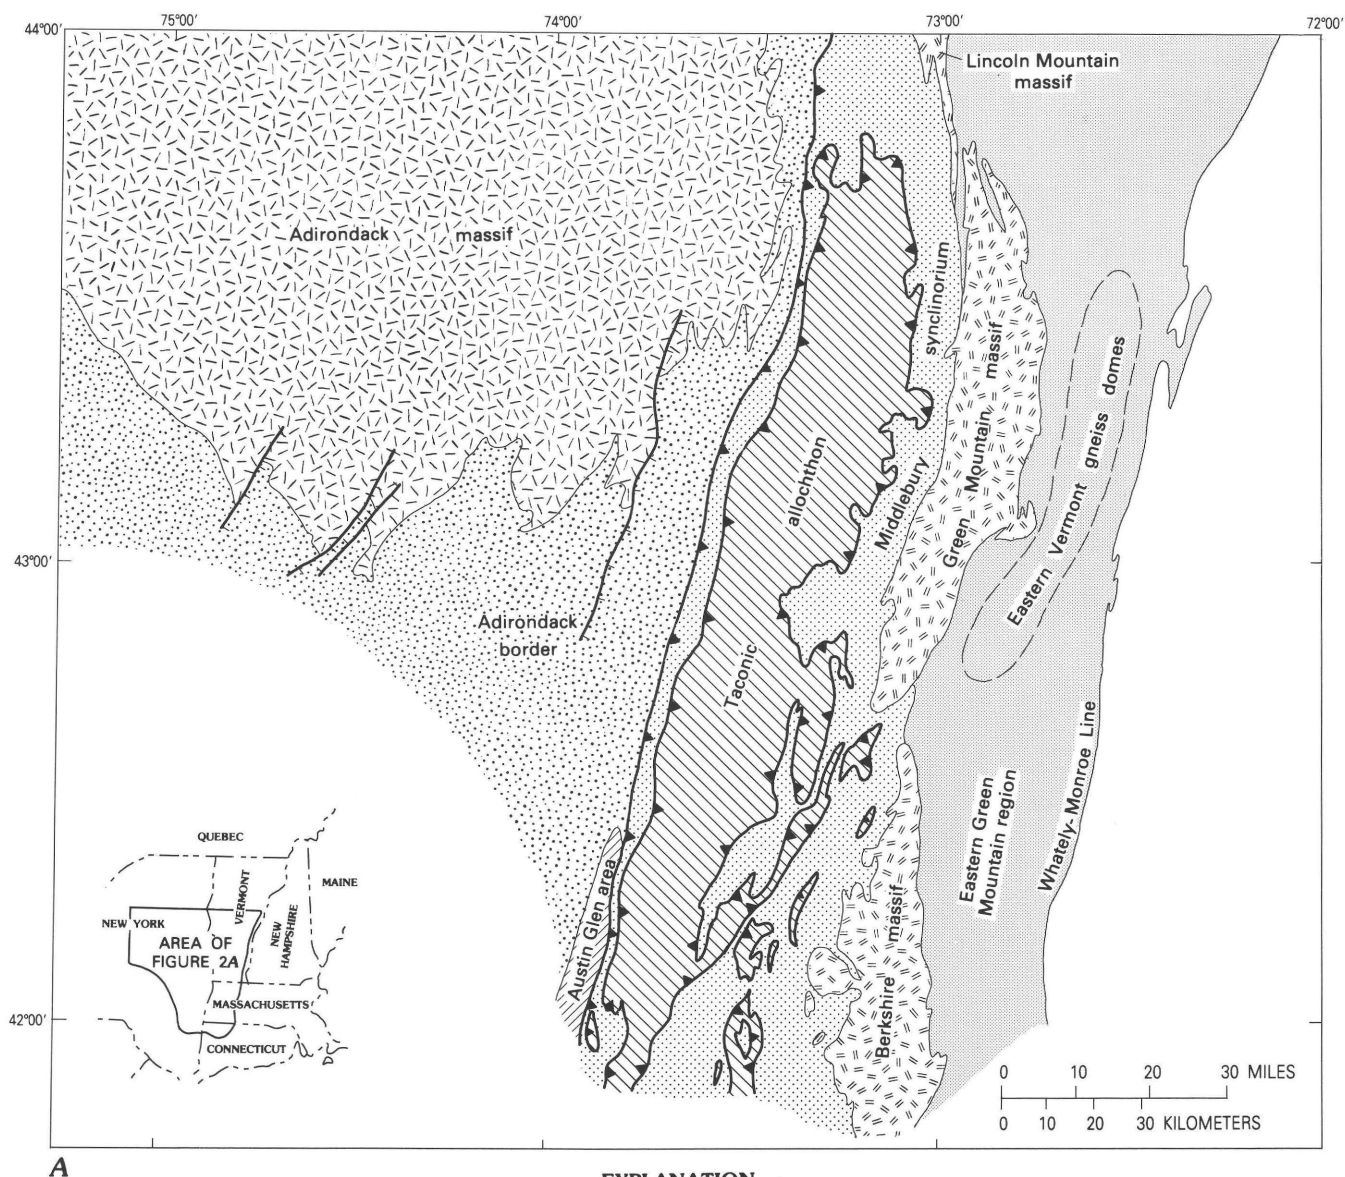 44°00'
75°00'
74°00'
73°00'
72°00'
Lincoln Mountain
massif
Adirondack massif
synclinorium
Middlebury
Green Mountain massif
Eastern Vermont gneiss domes
allochthon
Taconic
43°00'
Adirondack
border
Whately-Monroe Line
Eastern Green
Mountain region
Austin Glen area
Berkshire massif
QUEBEC
MAINE
VERMONT
NEW YORK
NEW
HAMPSHIRE
AREA OF
FIGURE 2A
MASSACHUSETTS
CONNECTICUT
42°00'
0 10 20 30 MILES
0 10 20 30 KILOMETERS
A
EXPLANATION